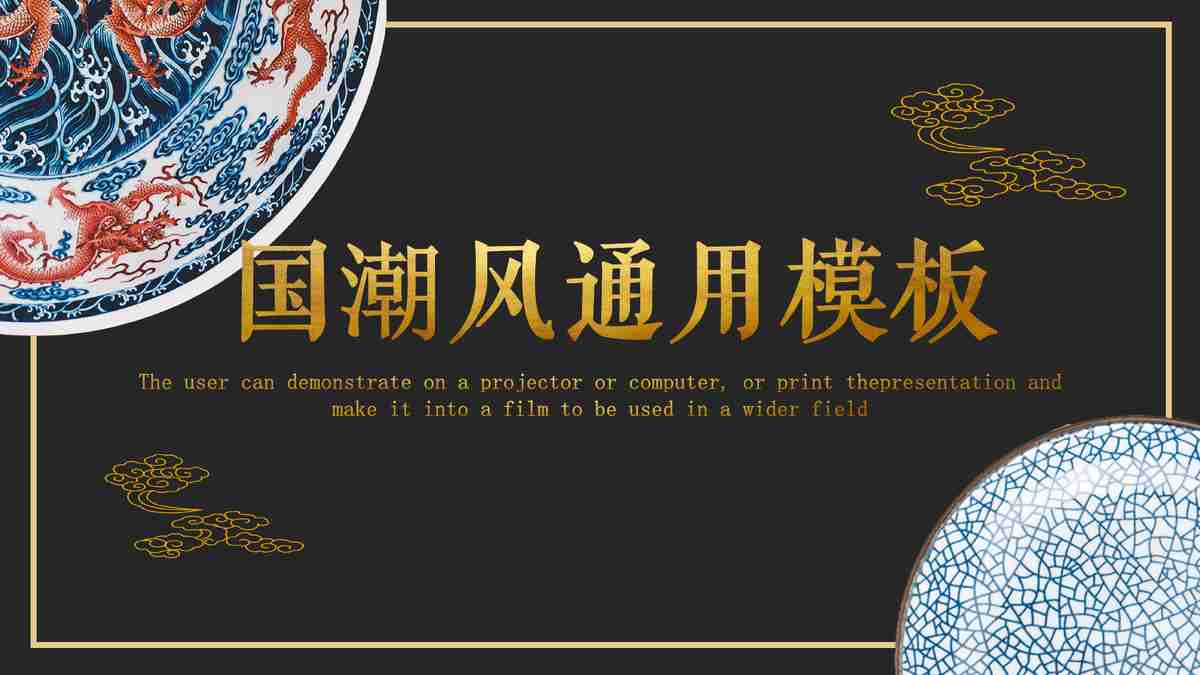 国潮风通用模板
The user can demonstrate on a projector or computer, or print thepresentation and
make it into a film to be used in a wider field